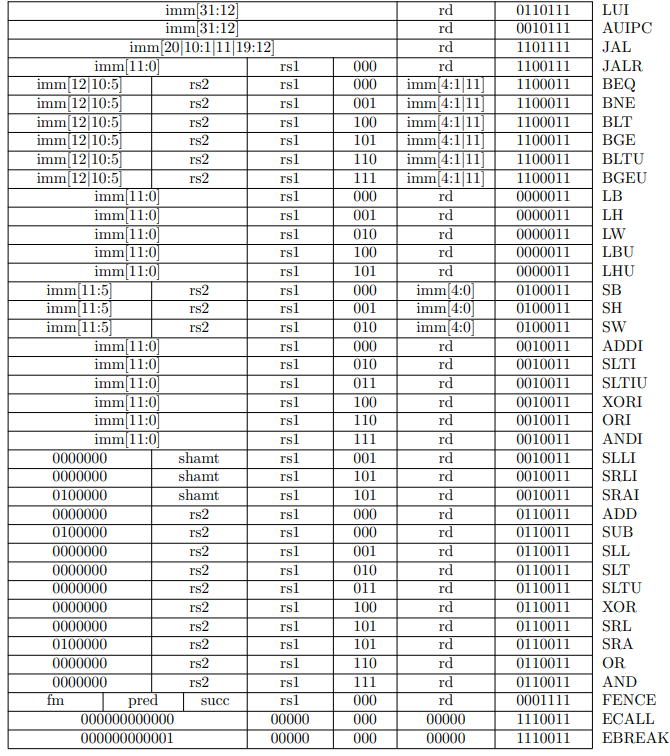 imm[31:12] rd 0110111 LUI
imm[31:12] rd 0010111 AUIPC
imm[20|10:1|11|19:12] rd 1101111 JAL
imm[11:0] rs1 000 rd 1100111 JALR
imm[12|10:5] rs2 rs1 000 imm[4:1|11] 1100011 BEQ
imm[12|10:5] rs2 rs1 001 imm[4:1|11] 1100011 BNE
imm[12|10:5] rs2 rs1 100 imm[4:1|11] 1100011 BLT
imm[12|10:5] rs2 rs1 101 imm[4:1|11] 1100011 BGE
imm[12|10:5] rs2 rs1 110 imm[4:1|11] 1100011 BLTU
imm[12|10:5] rs2 rs1 111 imm[4:1|11] 1100011 BGEU
imm[11:0] rs1 000 rd 0000011 LB
imm[11:0] rs1 001 rd 0000011 LH
imm[11:0] rs1 010 rd 0000011 LW
imm[11:0] rs1 100 rd 0000011 LBU
imm[11:0] rs1 101 rd 0000011 LHU
imm[11:5] rs2 rs1 000 imm[4:0] 0100011 SB
imm[11:5] rs2 rs1 001 imm[4:0] 0100011 SH
imm[11:5] rs2 rs1 010 imm[4:0] 0100011 SW
imm[11:0] rs1 000 rd 0010011 ADDI
imm[11:0] rs1 010 rd 0010011 SLTI
imm[11:0] rs1 011 rd 0010011 SLTIU
imm[11:0] rs1 100 rd 0010011 XORI
imm[11:0] rs1 110 rd 0010011 ORI
imm[11:0] rs1 111 rd 0010011 ANDI
0000000 shamt rs1 001 rd 0010011 SLLI
0000000 shamt rs1 101 rd 0010011 SRLI
0100000 shamt rs1 101 rd 0010011 SRAI
0000000 rs2 rs1 000 rd 0110011 ADD
0100000 rs2 rs1 000 rd 0110011 SUB
0000000 rs2 rs1 001 rd 0110011 SLL
0000000 rs2 rs1 010 rd 0110011 SLT
0000000 rs2 rs1 011 rd 0110011 SLTU
0000000 rs2 rs1 100 rd 0110011 XOR
0000000 rs2 rs1 101 rd 0110011 SRL
0100000 rs2 rs1 101 rd 0110011 SRA
0000000 rs2 rs1 110 rd 0110011 OR
0000000 rs2 rs1 111 rd 0110011 AND
fm pred succ rs1 000 rd 0001111 FENCE
000000000000 00000 000 00000 1110011 ECALL
000000000001 00000 000 00000 1110011 EBREAK